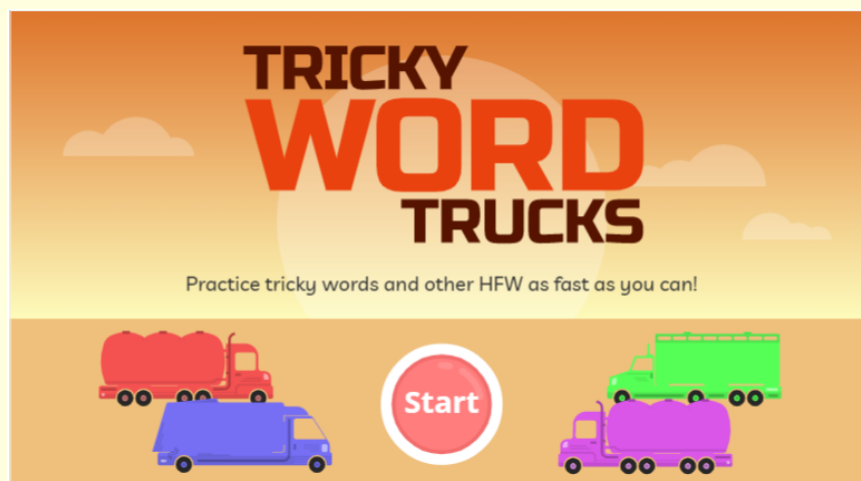 TRICKY
WORD
TRUCKS
Practice tricky words and other HFW as fast as you can!
Start